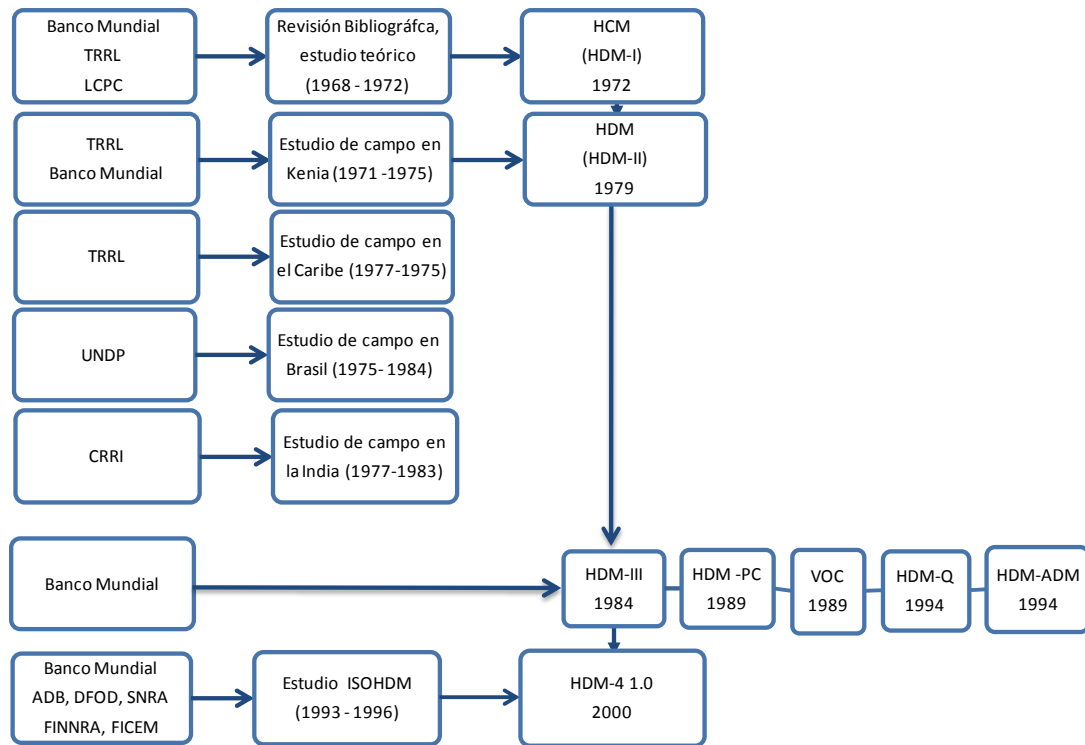 Banco Mundial
TRRL
LCPC
Revisión Bibliográfca,
estudio teórico
(1968 - 1972)
HCM
(HDM-I)
1972
TRRL
Banco Mundial
Estudio de campo en
Kenia (1971 -1975)
HDM
(HDM-II)
1979
TRRL
Estudio de campo en
el Caribe (1977-1975)
UNDP
Estudio de campo en
Brasil (1975- 1984)
CRRI
Estudio de campo en
la India (1977-1983)
Banco Mundial
HDM-III
1984
HDM -PC
1989
VOC
1989
HDM-Q
1994
HDM-ADM
1994
Banco Mundial
ADB, DFOD, SNRA
FINNRA, FICEM
Estudio ISOHDM
(1993 - 1996)
HDM-4 1.0
2000